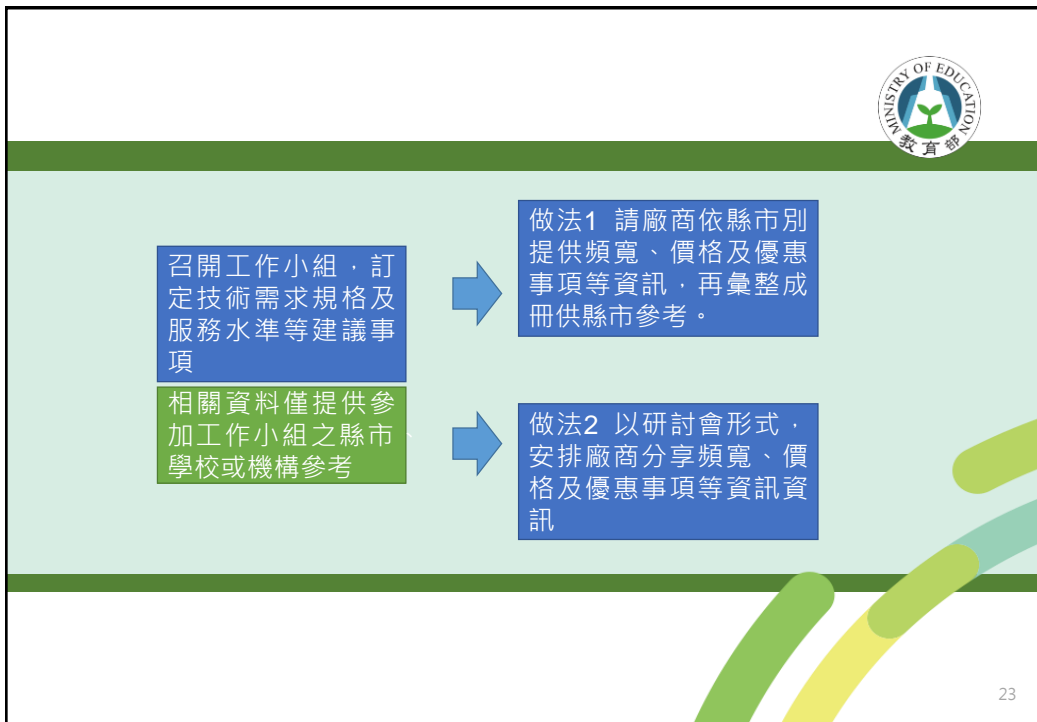 MINISTRY OF EDUCATION
教育部
召開工作小組，訂
定技術需求規格及
服務水準等建議事
項
相關資料僅提供參
加工作小組之縣市、
學校或機構參考
做法1 請廠商依縣市別
提供頻寬、價格及優惠
事項等資訊，再彙整成
冊供縣市參考。
做法2 以研討會形式，
安排廠商分享頻寬、價
格及優惠事項等資訊資
訊
23